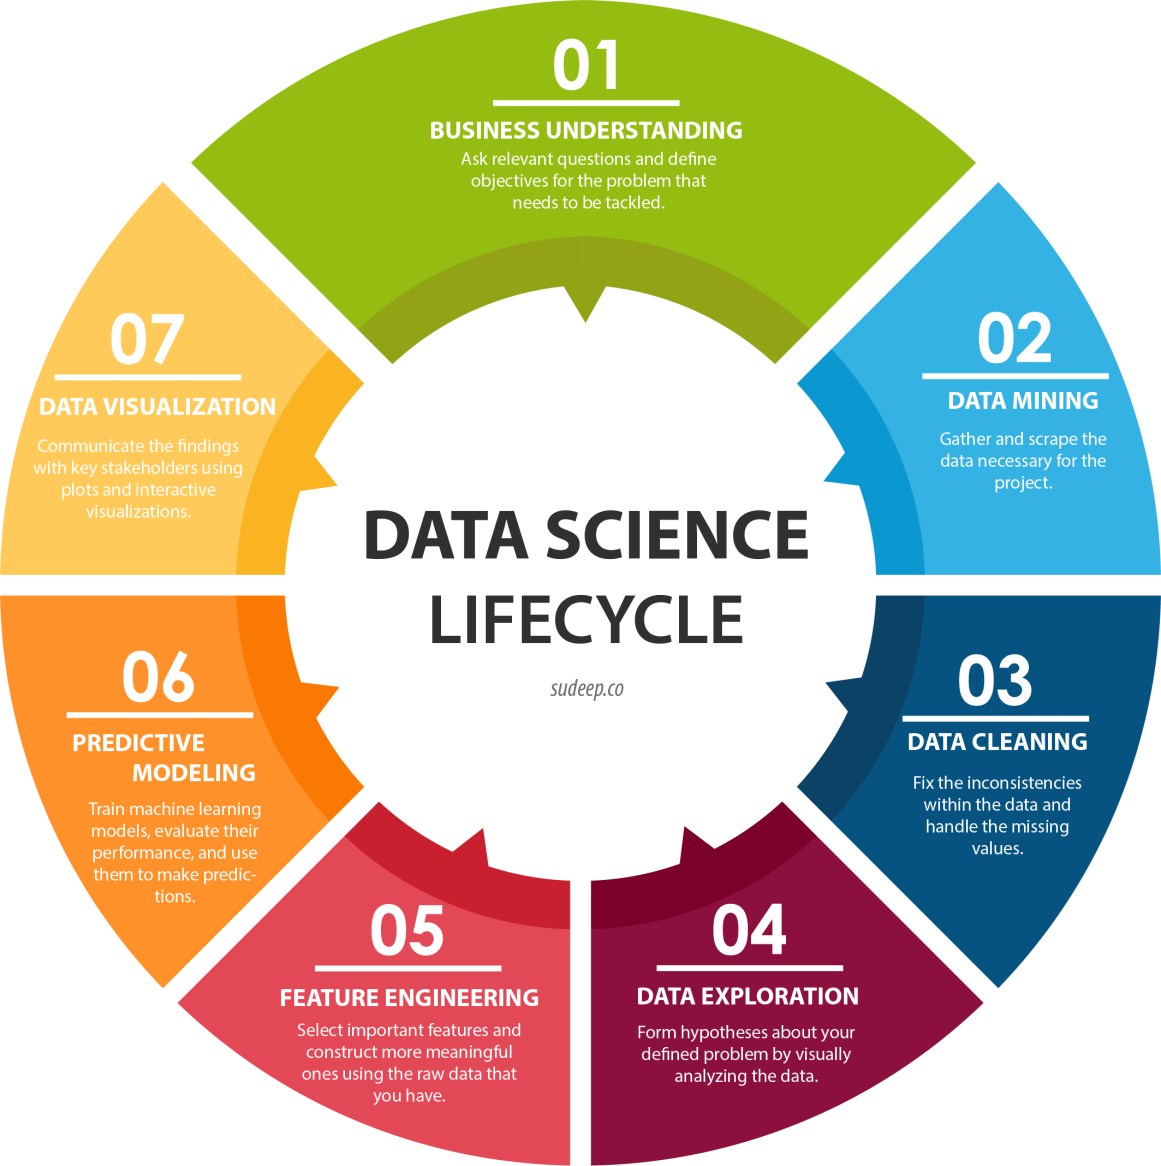 01
BUSINESS UNDERSTANDING
Ask relevant questions and define
objectives for the problem that
needs to be tackled.
02
DATA MINING
Gather and scrape the
data necessary for the
project.
03
DATA CLEANING
Fix the inconsistencies
within the data and
handle the missing
values.
04
DATA EXPLORATION
Form hypotheses about your
defined problem by visually
analyzing the data.
05
FEATURE ENGINEERING
Select important features and
construct more meaningful
ones using the raw data that
you have.
06
PREDICTIVE
MODELING
Train machine learning
models, evaluate their
performance, and use
them to make predic-
tions.
07
DATA VISUALIZATION
Communicate the findings
with key stakeholders using
plots and interactive
visualizations.
DATA SCIENCE
LIFECYCLE
sudeep.co